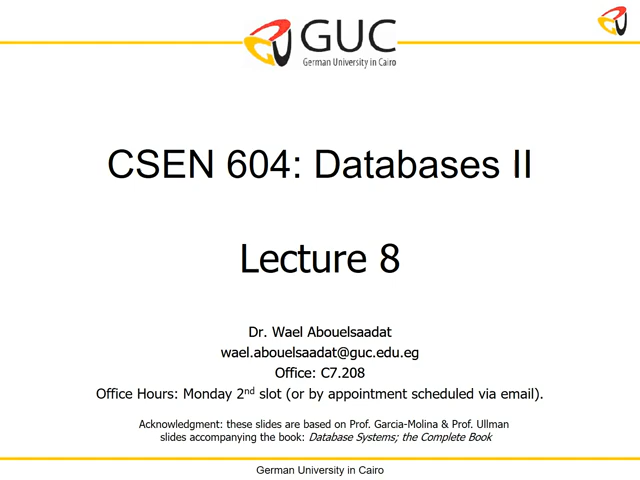 GUC
German University in Cairo
CSEN 604: Databases II
Lecture 8
Dr. Wael Abouelsaadat
wael.abouelsaadat@guc.edu.eg
Office: C7.208
Office Hours: Monday 2nd slot (or by appointment scheduled via email).
Acknowledgment: these slides are based on Prof. Garcia-Molina & Prof. Ullman
slides accompanying the book: Database Systems; the Complete Book
German University in Cairo